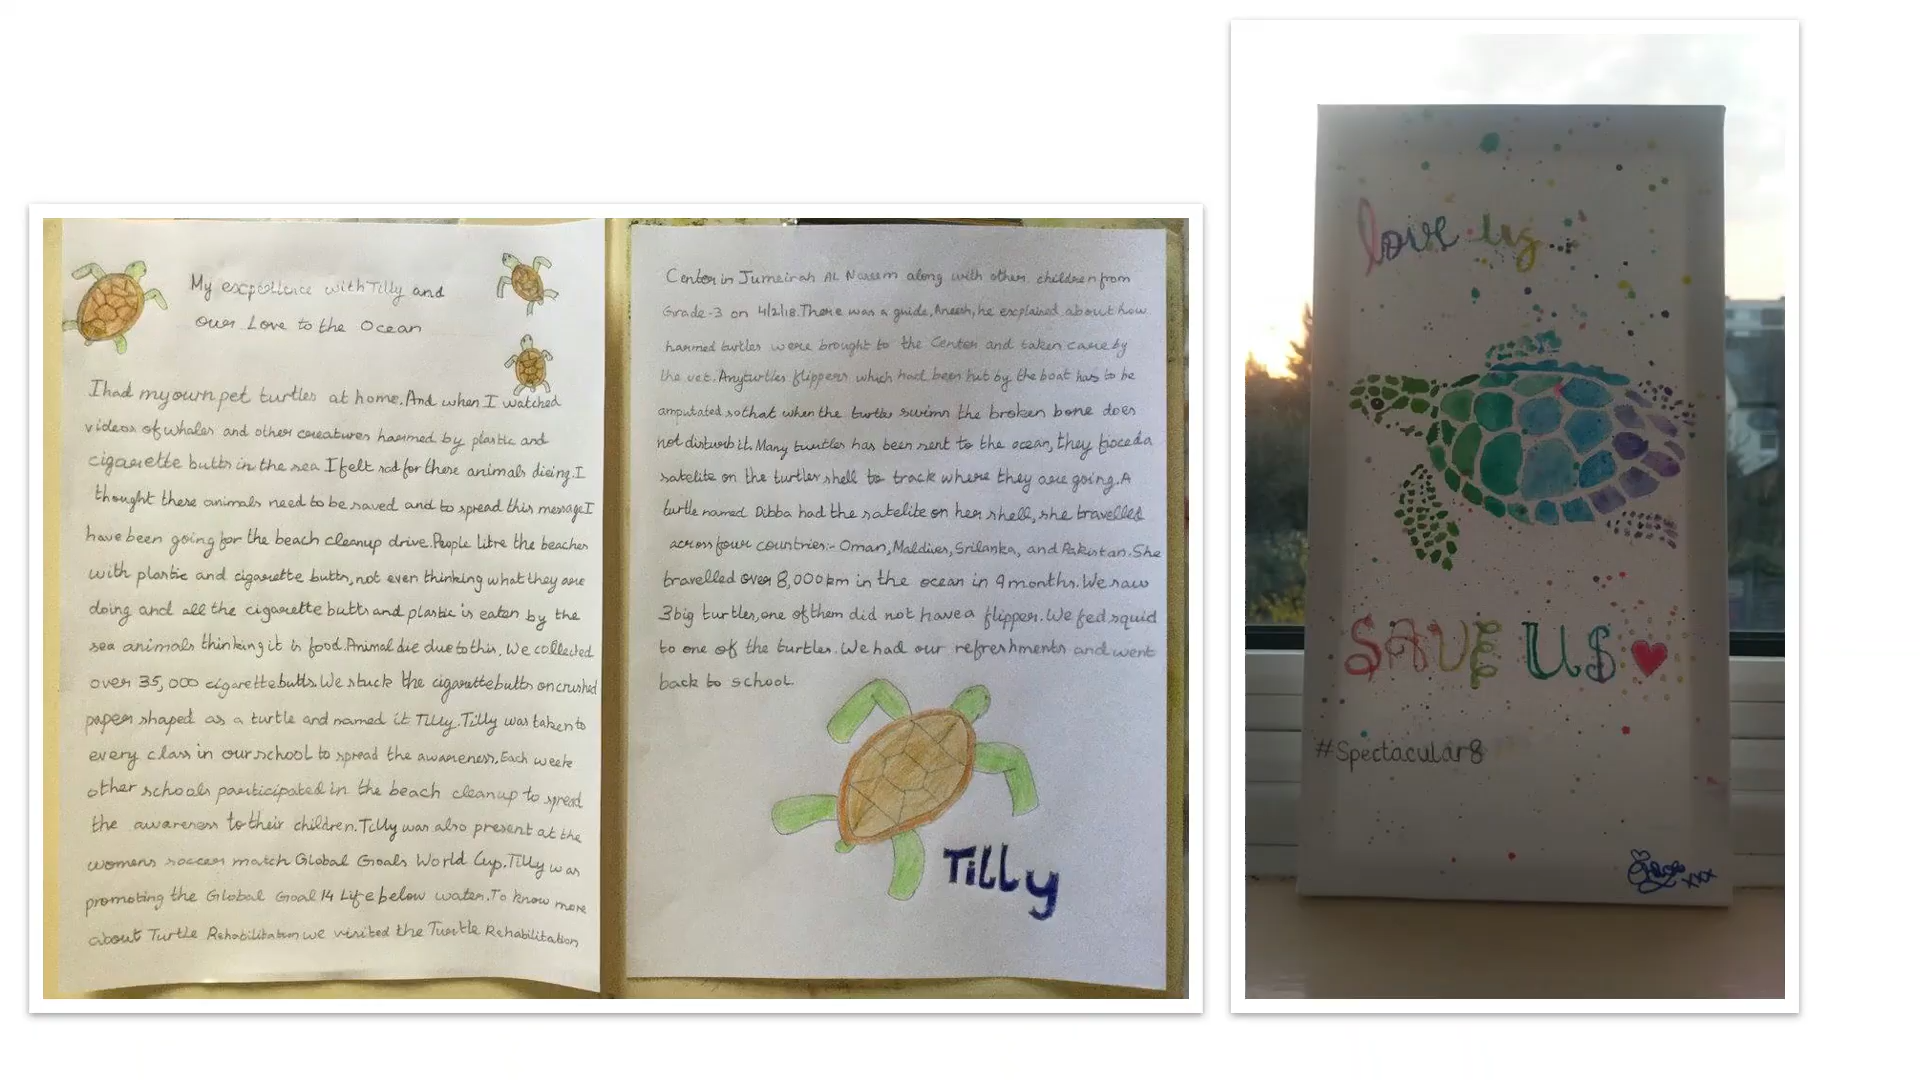 My excperience with Tilly and
Our Love to the Ocean
I had my own pet turtles at home. And when I watched
videos of whales and other creatures harmed by plastic and
cigarette butts in the sea I felt sad for these animals dieing. I
thought these animals need to be saved and to spread this message I
have been going for the beach cleanup drive. People litre the beaches
with plastic and cigarette butts, not even thinking what they are
doing and all the cigarette butts and plastic is eaten by the
sea animals thinking it is food. Animal die due to this. We collected
over 35,000 cigarette butts. We stuck the cigarette butts on crushed
paper shaped as a turtle and named it Tilly. Tilly was taken to
every class in our school to spread the awareness. Each week
other schools participated in the beach cleanup to spread
the awareness to their children. Tilly was also present at the
womens soccer match Global Goals World Cup. Tilly was
promoting the Global Goal 14 Life below water. To know more
about Turtle Rehabilitation we visited the Turtle Rehabilitation
Center in Jumeirah AL Naseem along with other children from
Grade-3 on 4/2/18. There was a guide, Aneesh, he explained about how
harmed turtles were brought to the Center and taken care by
the vet. Any turtles flippers which had been hit by the boat has to be
amputated so that when the turtle swims the broken bone does
not disturb it. Many turtles has been sent to the ocean, they fixced a
satelite on the turtles shell to track where they are going. A
turtle named Dibba had the satelite on her shell, she travelled
across four countries:- Oman, Maldives, Srilanka, and Pakistan. She
travelled over 8,000km in the ocean in 9 months. We saw
3 big turtles, one of them did not have a flipper. We fed squid
to one of the turtles. We had our refreshments and went
back to school.
Tilly
love us
SAVE US
#Spectacular8
xxx